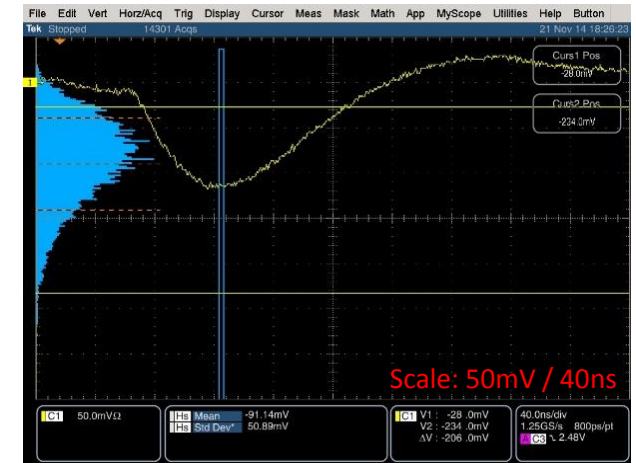 File Edit Vert Horz/Acq Trig Display Cursor Meas Mask Math App MyScope Utilities Help Button
Tek Stopped 14301 Acqs 21 Nov 14 18:26:23
Curs1 Pos
-28.0mV
Curs2 Pos
-234.0mV
1
Scale: 50mV / 40ns
C1 50.0mVΩ
Hs Mean -91.14mV
Hs Std Dev* 50.89mV
C1 V1 : -28 .0mV
V2 : -234 .0mV
ΔV : -206 .0mV
40.0ns/div
1.25GS/s 800ps/pt
A C3 ↘ 2.48V